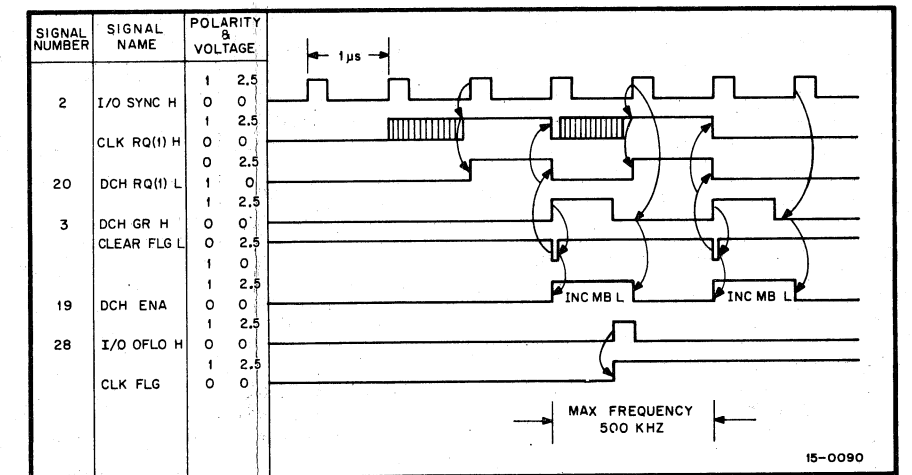 SIGNAL NUMBER SIGNAL NAME POLARITY & VOLTAGE
1 µs
1 2.5
2 I/O SYNC H 0 0
1 2.5
CLK RQ(1) H 0 0
0 2.5
20 DCH RQ(1) L 1 0
1 2.5
3 DCH GR H 0 0
CLEAR FLG L 0 2.5
1 0
1 2.5
19 DCH ENA 0 0 INC MB L INC MB L
1 2.5
28 I/O OFLO H 0 0
1 2.5
CLK FLG 0 0
MAX FREQUENCY
500 KHZ
15-0090